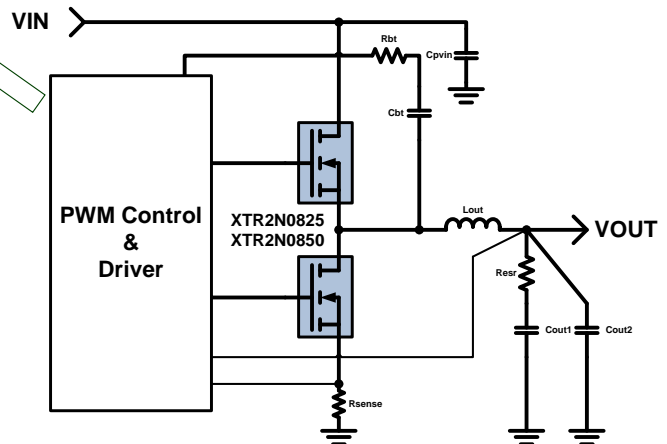 VIN
Rbt
Cpvin
Cbt
PWM Control
&
Driver
XTR2N0825
XTR2N0850
Lout
VOUT
Resr
Cout1
Cout2
Rsense